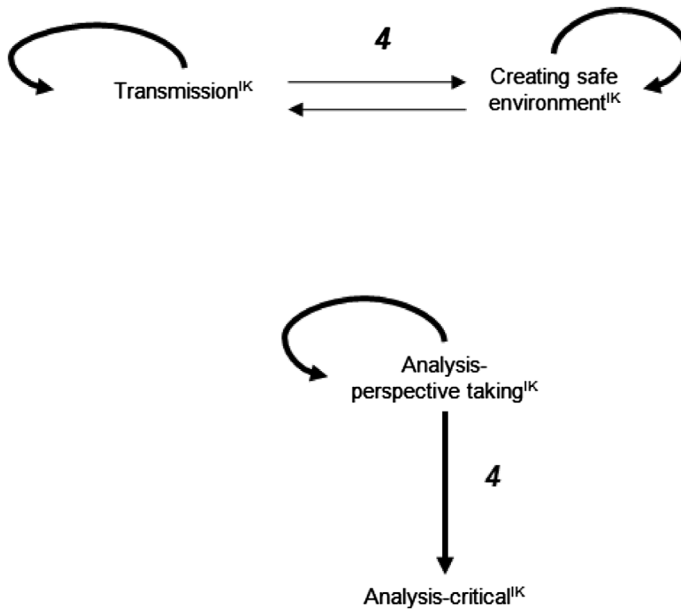 4
Transmission^IK
Creating safe
environment^IK
Analysis-
perspective taking^IK
4
Analysis-critical^IK